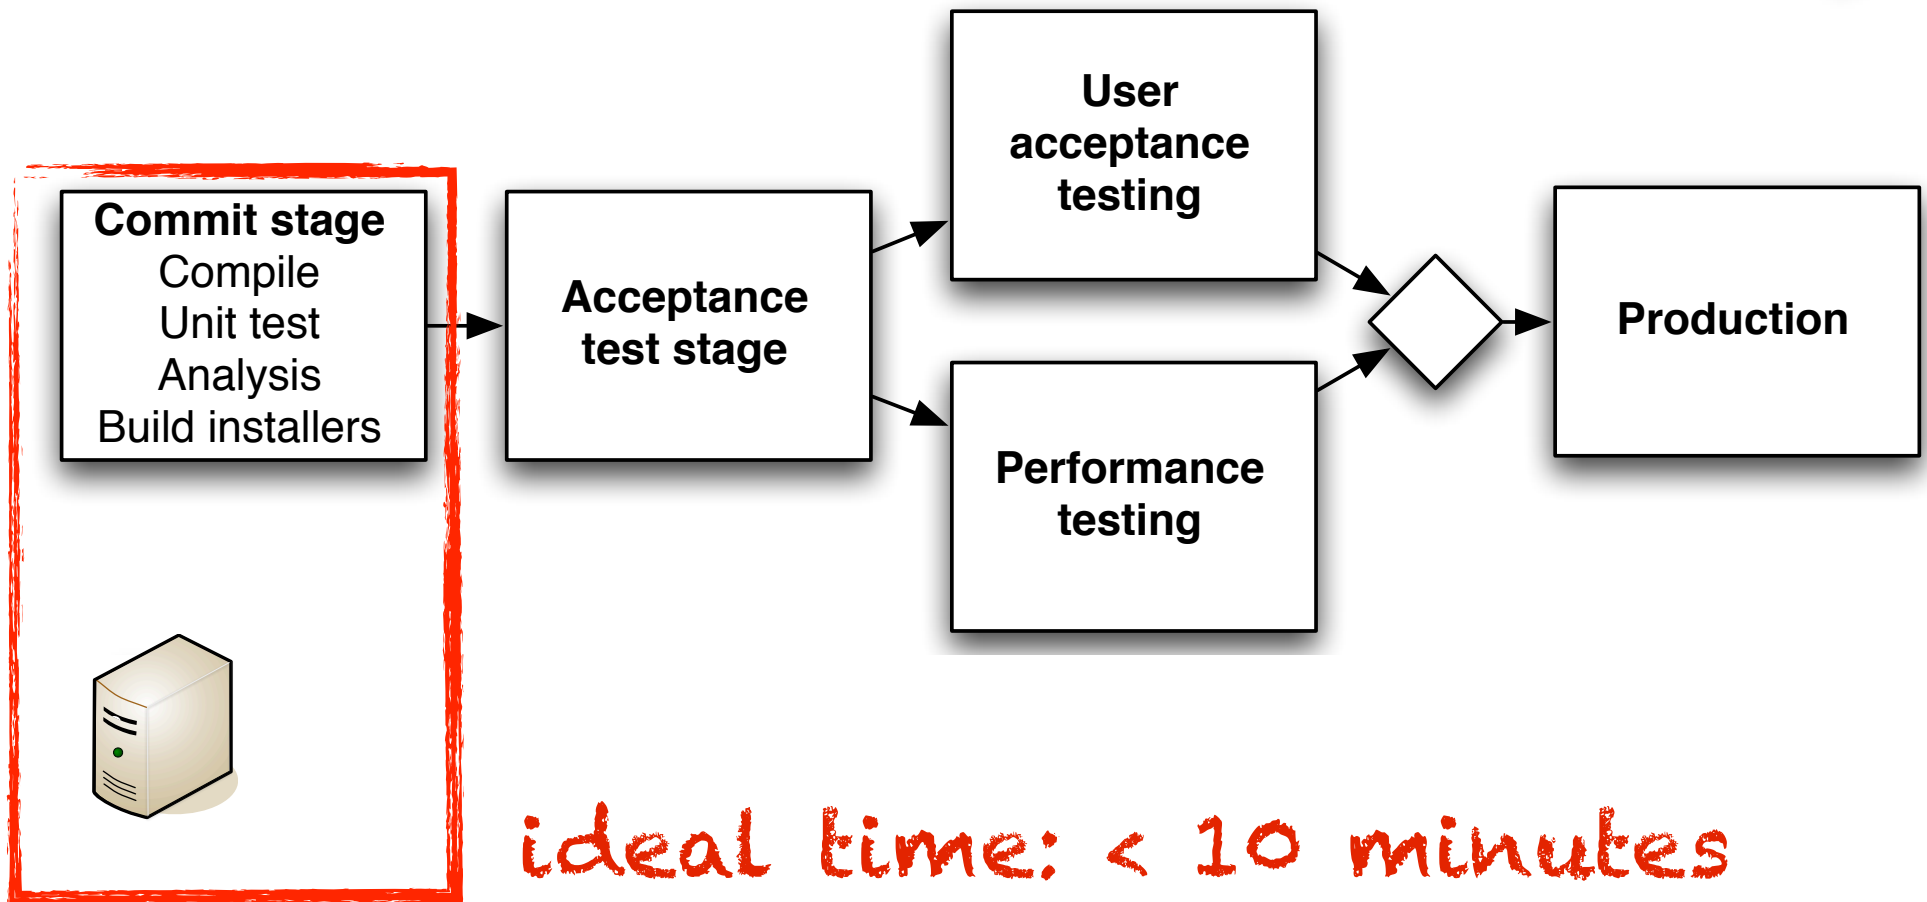 Commit stage
Compile
Unit test
Analysis
Build installers
Acceptance
test stage
User
acceptance
testing
Performance
testing
Production
ideal time: < 10 minutes